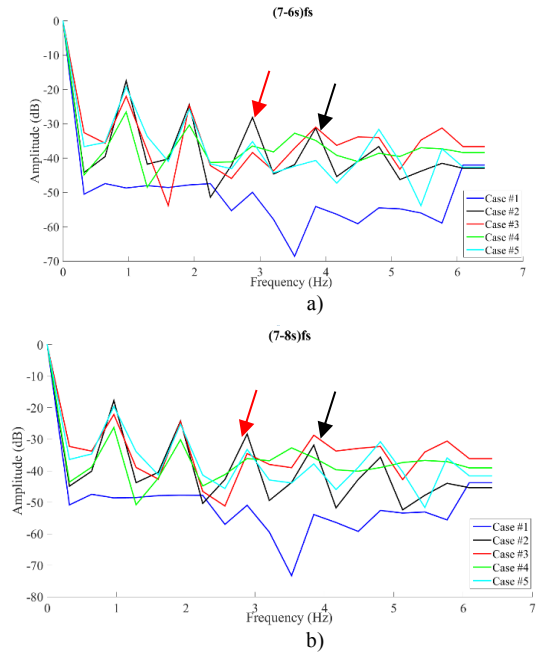 (7-6s)fs
0
-10
-20
-30
-40
-50
-60
-70
Amplitude (dB)
0 1 2 3 4 5 6 7
Frequency (Hz)
Case #1
Case #2
Case #3
Case #4
Case #5
a)
(7-8s)fs
0
-10
-20
-30
-40
-50
-60
-70
-80
Amplitude (dB)
0 1 2 3 4 5 6 7
Frequency (Hz)
Case #1
Case #2
Case #3
Case #4
Case #5
b)